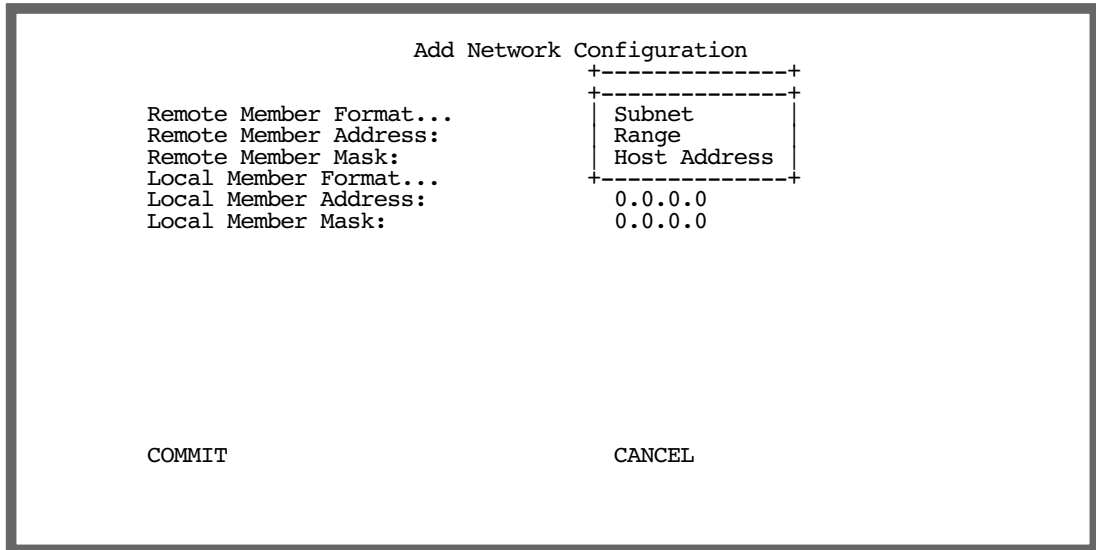 Add Network Configuration
+--------------+
+--------------+
Remote Member Format... | Subnet |
Remote Member Address: | Range |
Remote Member Mask: | Host Address |
Local Member Format... +--------------+
Local Member Address: 0.0.0.0
Local Member Mask: 0.0.0.0
COMMIT CANCEL